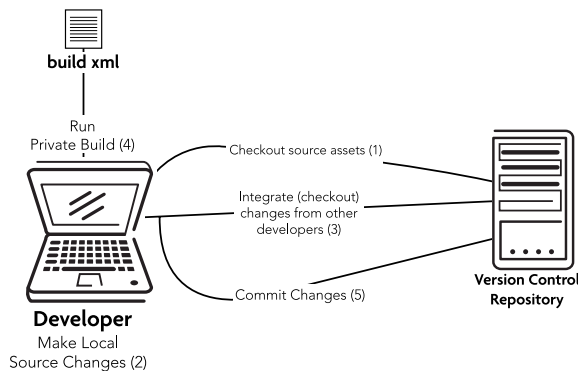 build xml
Run
Private Build (4)
Checkout source assets (1)
Integrate (checkout)
changes from other
developers (3)
Commit Changes (5)
Version Control
Repository
Developer
Make Local
Source Changes (2)